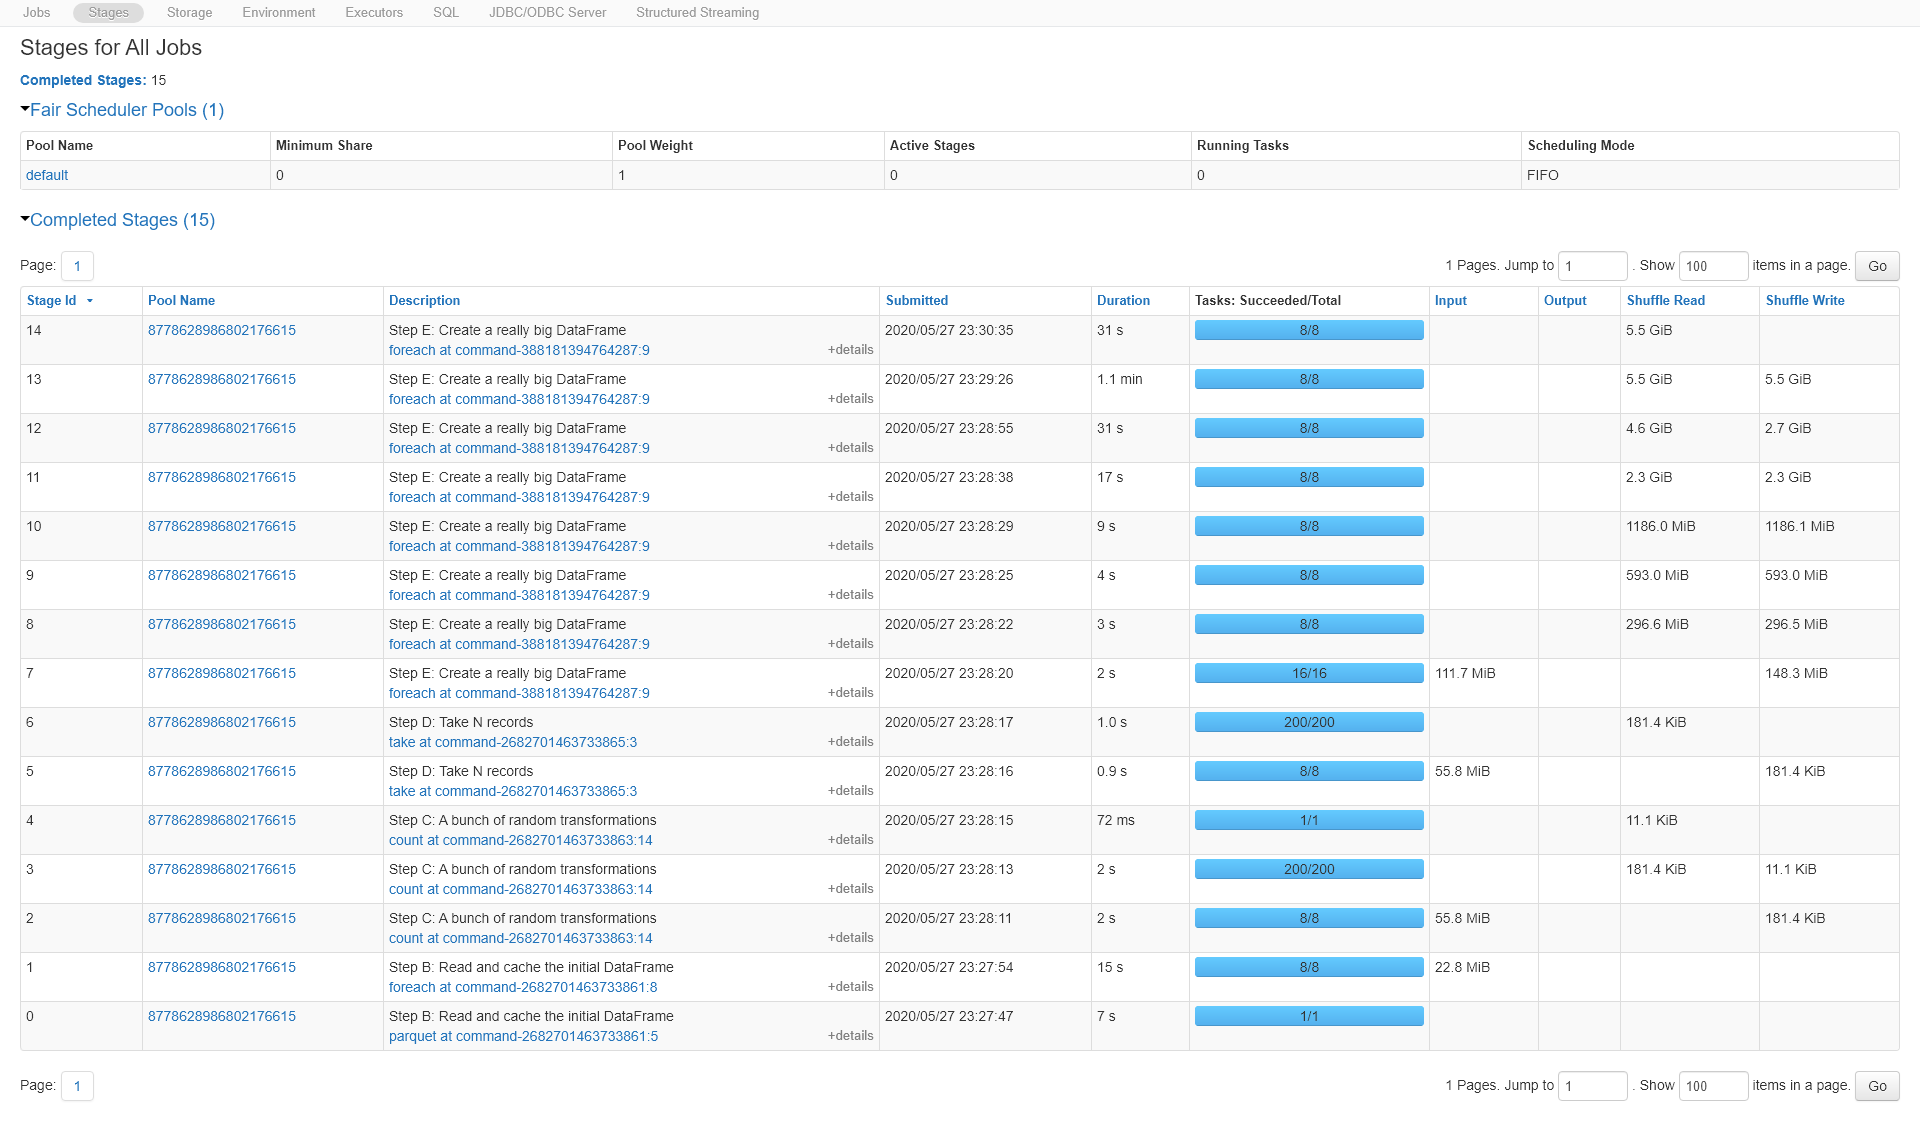 Jobs Stages Storage Environment Executors SQL JDBC/ODBC Server Structured Streaming
Stages for All Jobs
Completed Stages: 15
Fair Scheduler Pools (1)
Pool Name Minimum Share Pool Weight Active Stages Running Tasks Scheduling Mode
default 0 1 0 0 FIFO
Completed Stages (15)
Page: 1 1 Pages. Jump to 1 . Show 100 items in a page. Go
Stage Id Pool Name Description Submitted Duration Tasks: Succeeded/Total Input Output Shuffle Read Shuffle Write
14 8778628986802176615 Step E: Create a really big DataFrame 2020/05/27 23:30:35 31 s 8/8 5.5 GiB
foreach at command-388181394764287:9 +details
13 8778628986802176615 Step E: Create a really big DataFrame 2020/05/27 23:29:26 1.1 min 8/8 5.5 GiB 5.5 GiB
foreach at command-388181394764287:9 +details
12 8778628986802176615 Step E: Create a really big DataFrame 2020/05/27 23:28:55 31 s 8/8 4.6 GiB 2.7 GiB
foreach at command-388181394764287:9 +details
11 8778628986802176615 Step E: Create a really big DataFrame 2020/05/27 23:28:38 17 s 8/8 2.3 GiB 2.3 GiB
foreach at command-388181394764287:9 +details
10 8778628986802176615 Step E: Create a really big DataFrame 2020/05/27 23:28:29 9 s 8/8 1186.0 MiB 1186.1 MiB
foreach at command-388181394764287:9 +details
9 8778628986802176615 Step E: Create a really big DataFrame 2020/05/27 23:28:25 4 s 8/8 593.0 MiB 593.0 MiB
foreach at command-388181394764287:9 +details
8 8778628986802176615 Step E: Create a really big DataFrame 2020/05/27 23:28:22 3 s 8/8 296.6 MiB 296.5 MiB
foreach at command-388181394764287:9 +details
7 8778628986802176615 Step E: Create a really big DataFrame 2020/05/27 23:28:20 2 s 16/16 111.7 MiB 148.3 MiB
foreach at command-388181394764287:9 +details
6 8778628986802176615 Step D: Take N records 2020/05/27 23:28:17 1.0 s 200/200 181.4 KiB
take at command-2682701463733865:3 +details
5 8778628986802176615 Step D: Take N records 2020/05/27 23:28:16 0.9 s 8/8 55.8 MiB 181.4 KiB
take at command-2682701463733865:3 +details
4 8778628986802176615 Step C: A bunch of random transformations 2020/05/27 23:28:15 72 ms 1/1 11.1 KiB
count at command-2682701463733863:14 +details
3 8778628986802176615 Step C: A bunch of random transformations 2020/05/27 23:28:13 2 s 200/200 181.4 KiB 11.1 KiB
count at command-2682701463733863:14 +details
2 8778628986802176615 Step C: A bunch of random transformations 2020/05/27 23:28:11 2 s 8/8 55.8 MiB 181.4 KiB
count at command-2682701463733863:14 +details
1 8778628986802176615 Step B: Read and cache the initial DataFrame 2020/05/27 23:27:54 15 s 8/8 22.8 MiB
foreach at command-2682701463733861:8 +details
0 8778628986802176615 Step B: Read and cache the initial DataFrame 2020/05/27 23:27:47 7 s 1/1
parquet at command-2682701463733861:5 +details
Page: 1 1 Pages. Jump to 1 . Show 100 items in a page. Go